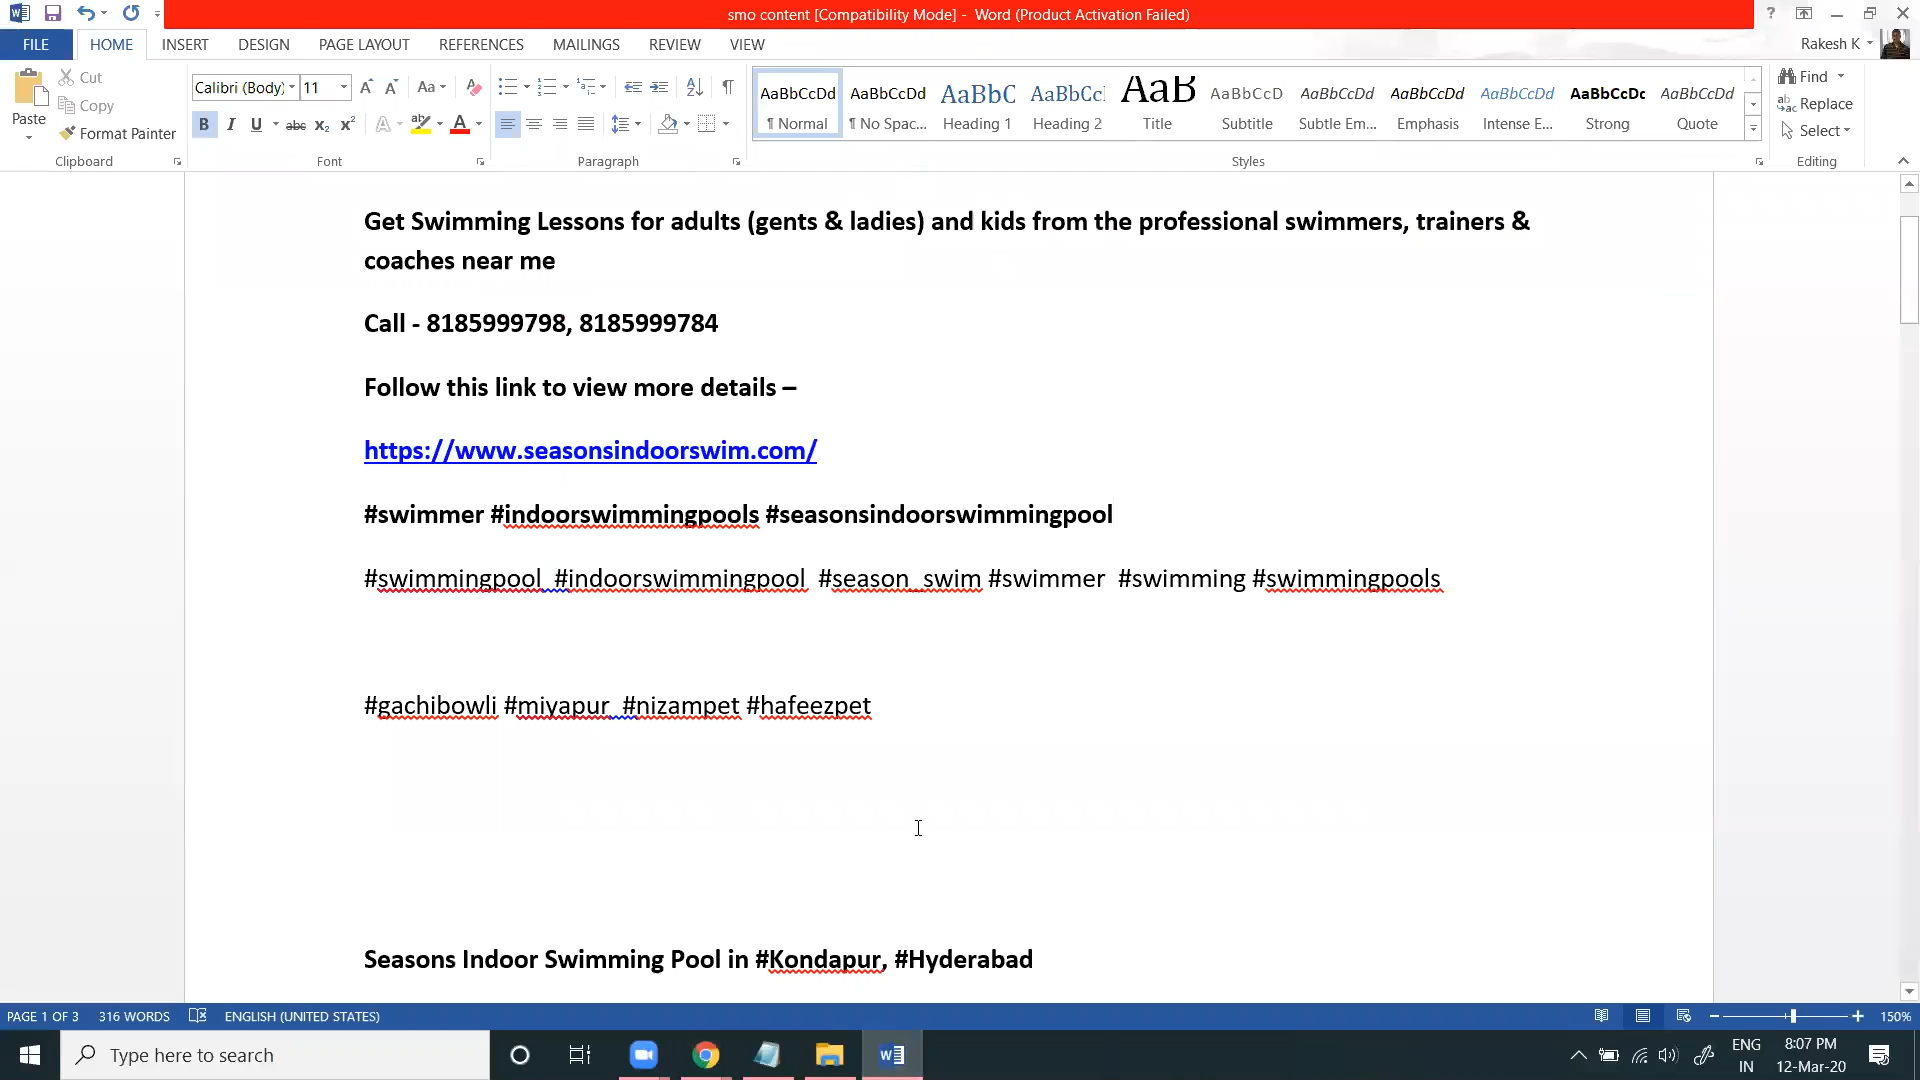 smo content [Compatibility Mode] - Word (Product Activation Failed)
FILE HOME INSERT DESIGN PAGE LAYOUT REFERENCES MAILINGS REVIEW VIEW Rakesh K
Paste
Cut
Copy
Format Painter
Clipboard
Calibri (Body) 11
Font
Paragraph
AaBbCcDd AaBbCcDd AaBbC AaBbCc AaB AaBbCcD AaBbCcDd AaBbCcDd AaBbCcDd AaBbCcDc AaBbCcDd
¶ Normal ¶ No Spac... Heading 1 Heading 2 Title Subtitle Subtle Em... Emphasis Intense E... Strong Quote
Styles
Find
Replace
Select
Editing
Get Swimming Lessons for adults (gents & ladies) and kids from the professional swimmers, trainers &
coaches near me
Call - 8185999798, 8185999784
Follow this link to view more details –
https://www.seasonsindoorswim.com/
#swimmer #indoorswimmingpools #seasonsindoorswimmingpool
#swimmingpool #indoorswimmingpool #season_swim #swimmer #swimming #swimmingpools
#gachibowli #miyapur #nizampet #hafeezpet
Seasons Indoor Swimming Pool in #Kondapur, #Hyderabad
PAGE 1 OF 3 316 WORDS ENGLISH (UNITED STATES) 150%
Type here to search
ENG
IN
8:07 PM
12-Mar-20